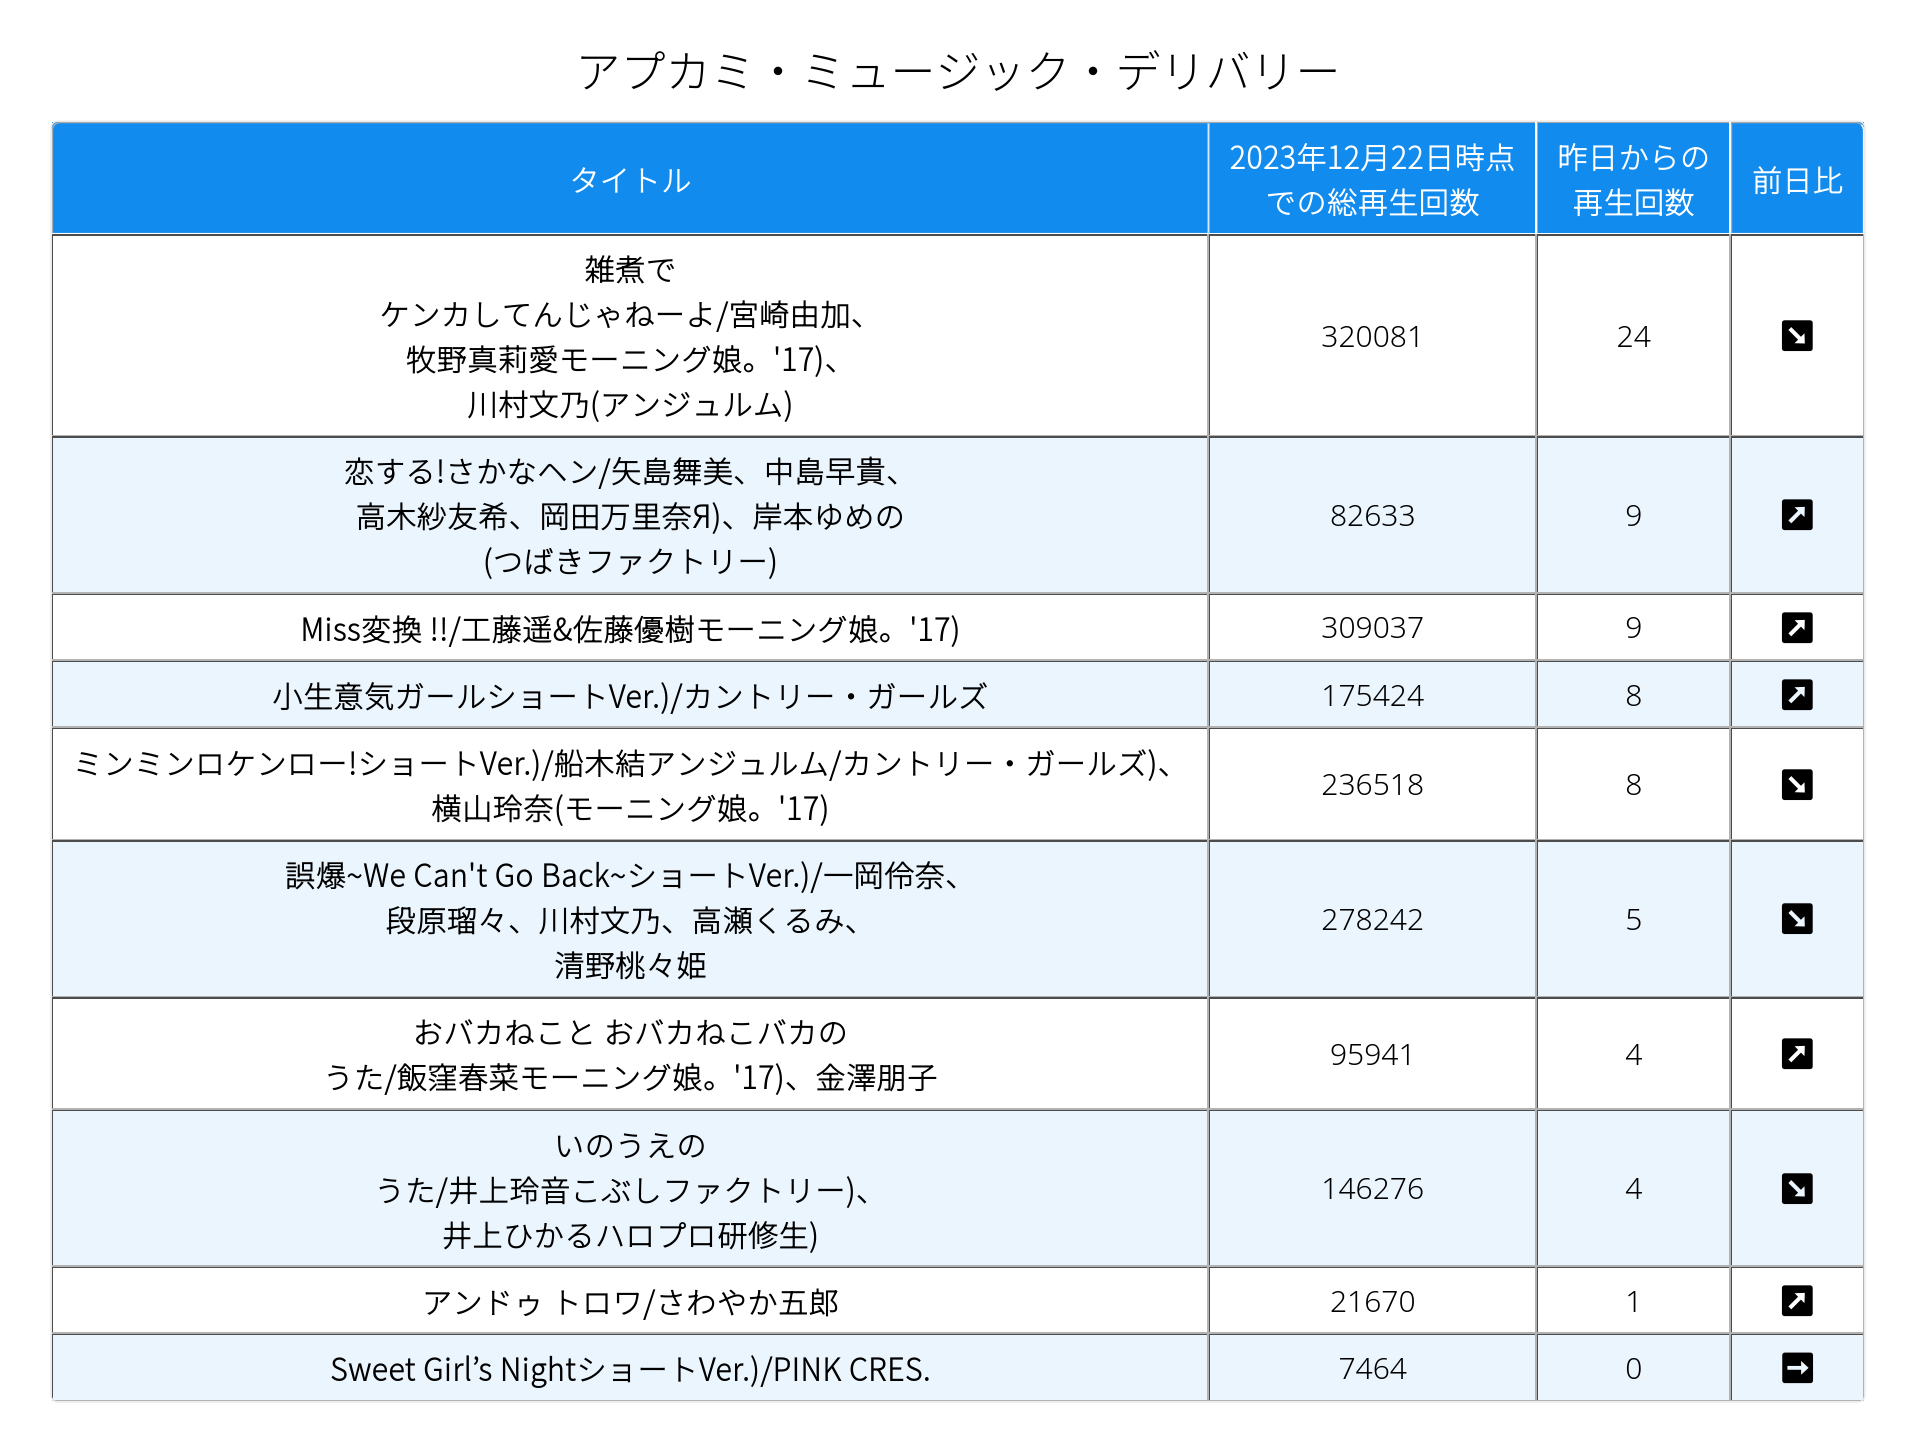 アプカミ・ミュージック・デリバリー
タイトル
2023年12月22日時点
での総再生回数
昨日からの
再生回数
前日比
雑煮で
ケンカしてんじゃねーよ/宮崎由加、
牧野真莉愛モーニング娘。'17)、
川村文乃(アンジュルム)
320081
24
恋する!さかなヘン/矢島舞美、中島早貴、
高木紗友希、岡田万里奈Я)、岸本ゆめの
(つばきファクトリー)
82633
9
Miss変換 !!/工藤遥&佐藤優樹モーニング娘。'17)
309037
9
小生意気ガールショートVer.)/カントリー・ガールズ
175424
8
ミンミンロケンロー!ショートVer.)/船木結アンジュルム/カントリー・ガールズ)、
横山玲奈(モーニング娘。'17)
236518
8
誤爆~We Can't Go Back~ショートVer.)/一岡伶奈、
段原瑠々、川村文乃、高瀬くるみ、
清野桃々姫
278242
5
おバカねこと おバカねこバカの
うた/飯窪春菜モーニング娘。'17)、金澤朋子
95941
4
いのうえの
うた/井上玲音こぶしファクトリー)、
井上ひかるハロプロ研修生)
146276
4
アンドゥ トロワ/さわやか五郎
21670
1
Sweet Girl’s NightショートVer.)/PINK CRES.
7464
0